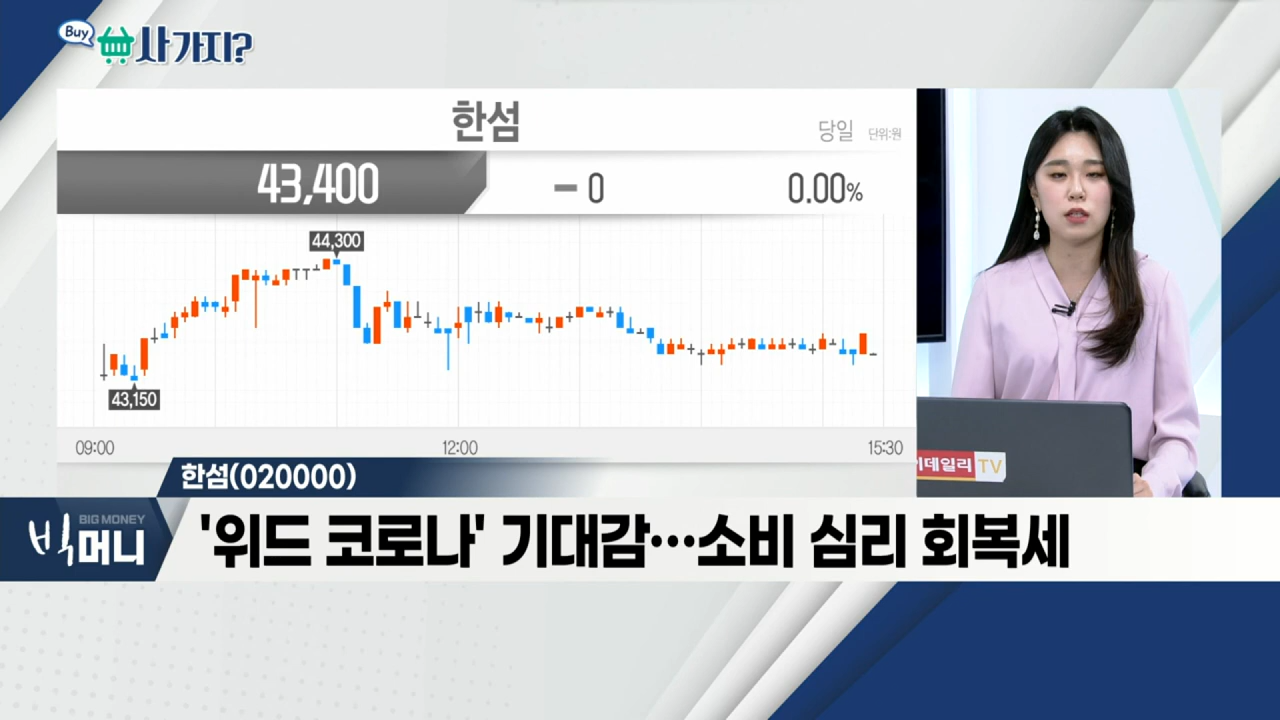 Buy
사가지?
한섬
당일 단위:원
43,400
0
0.00%
44,300
43,150
09:00
12:00
15:30
이데일리 TV
한섬(020000)
BIG MONEY
빅머니
'위드 코로나' 기대감…소비 심리 회복세